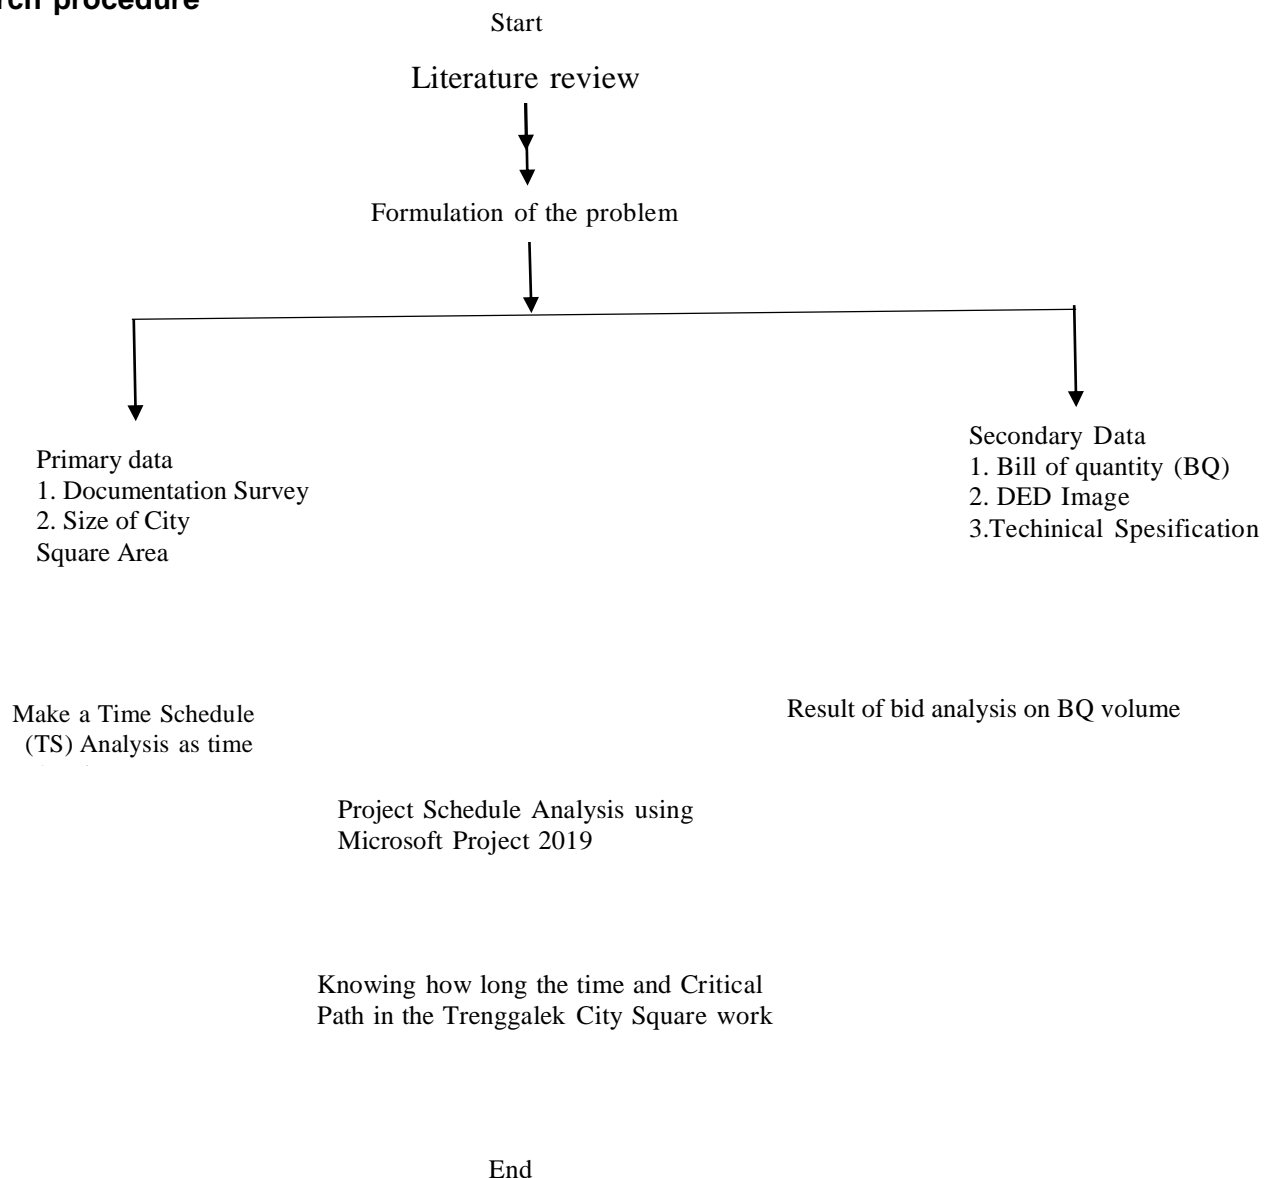 procedure
Start
Literature review
Formulation of the problem
Primary data
1. Documentation Survey
2. Size of City
Square Area
Secondary Data
1. Bill of quantity (BQ)
2. DED Image
3.Techinical Spesification
Make a Time Schedule
(TS) Analysis as time
Result of bid analysis on BQ volume
Project Schedule Analysis using
Microsoft Project 2019
Knowing how long the time and Critical
Path in the Trenggalek City Square work
End